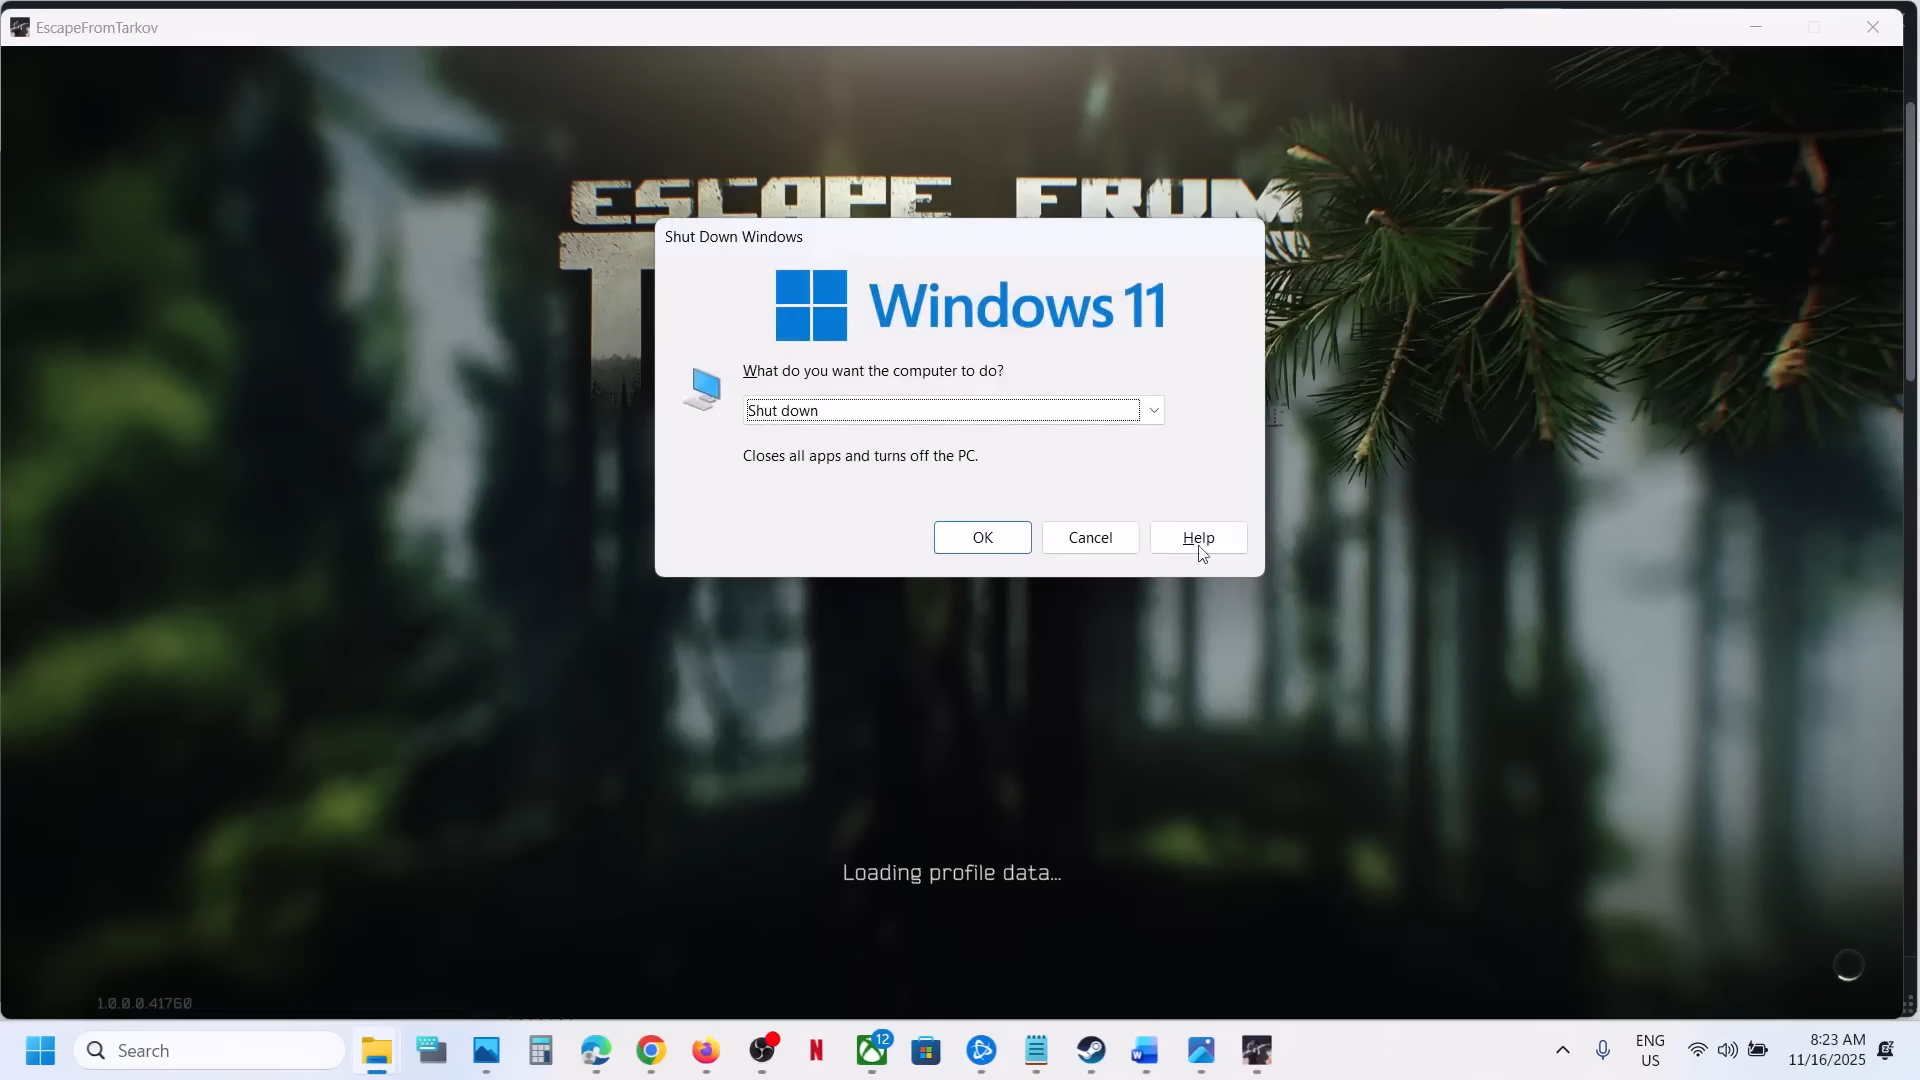 EscapeFromTarkov
ESCAPE FROM
T
Shut Down Windows
Windows 11
What do you want the computer to do?
Shut down
Closes all apps and turns off the PC.
OK
Cancel
Help
Loading profile data...
1.0.0.0.41760
Search
12
ENG
US
8:23 AM
11/16/2025